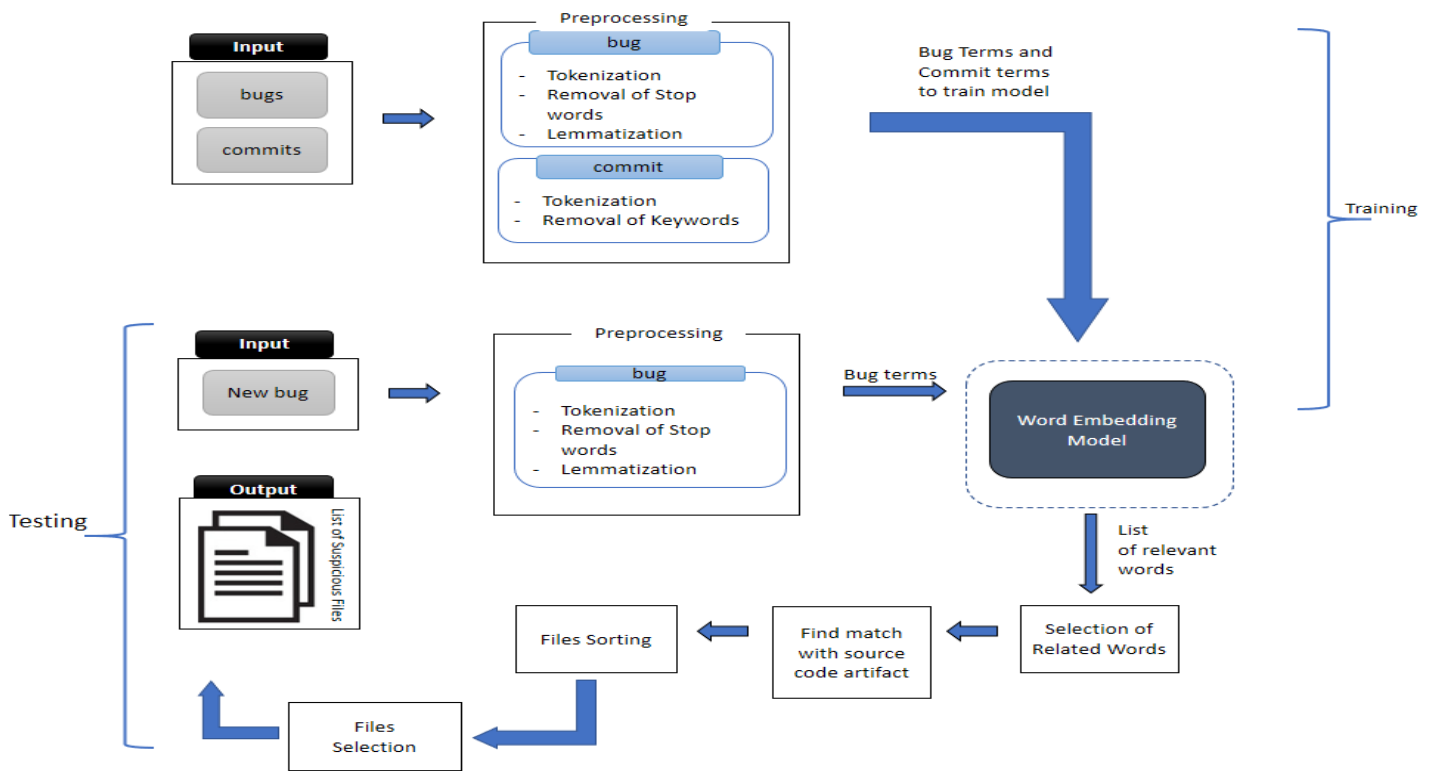 Input
bugs
commits
Preprocessing
bug
- Tokenization
- Removal of Stop
words
- Lemmatization
commit
- Tokenization
- Removal of Keywords
Bug Terms and
Commit terms
to train model
Training
Testing
Input
New bug
Preprocessing
bug
- Tokenization
- Removal of Stop
words
- Lemmatization
Bug terms
Word Embedding
Model
List
of relevant
words
Selection of
Related Words
Find match
with source
code artifact
Files Sorting
Files
Selection
Output
List of Suspicious Files